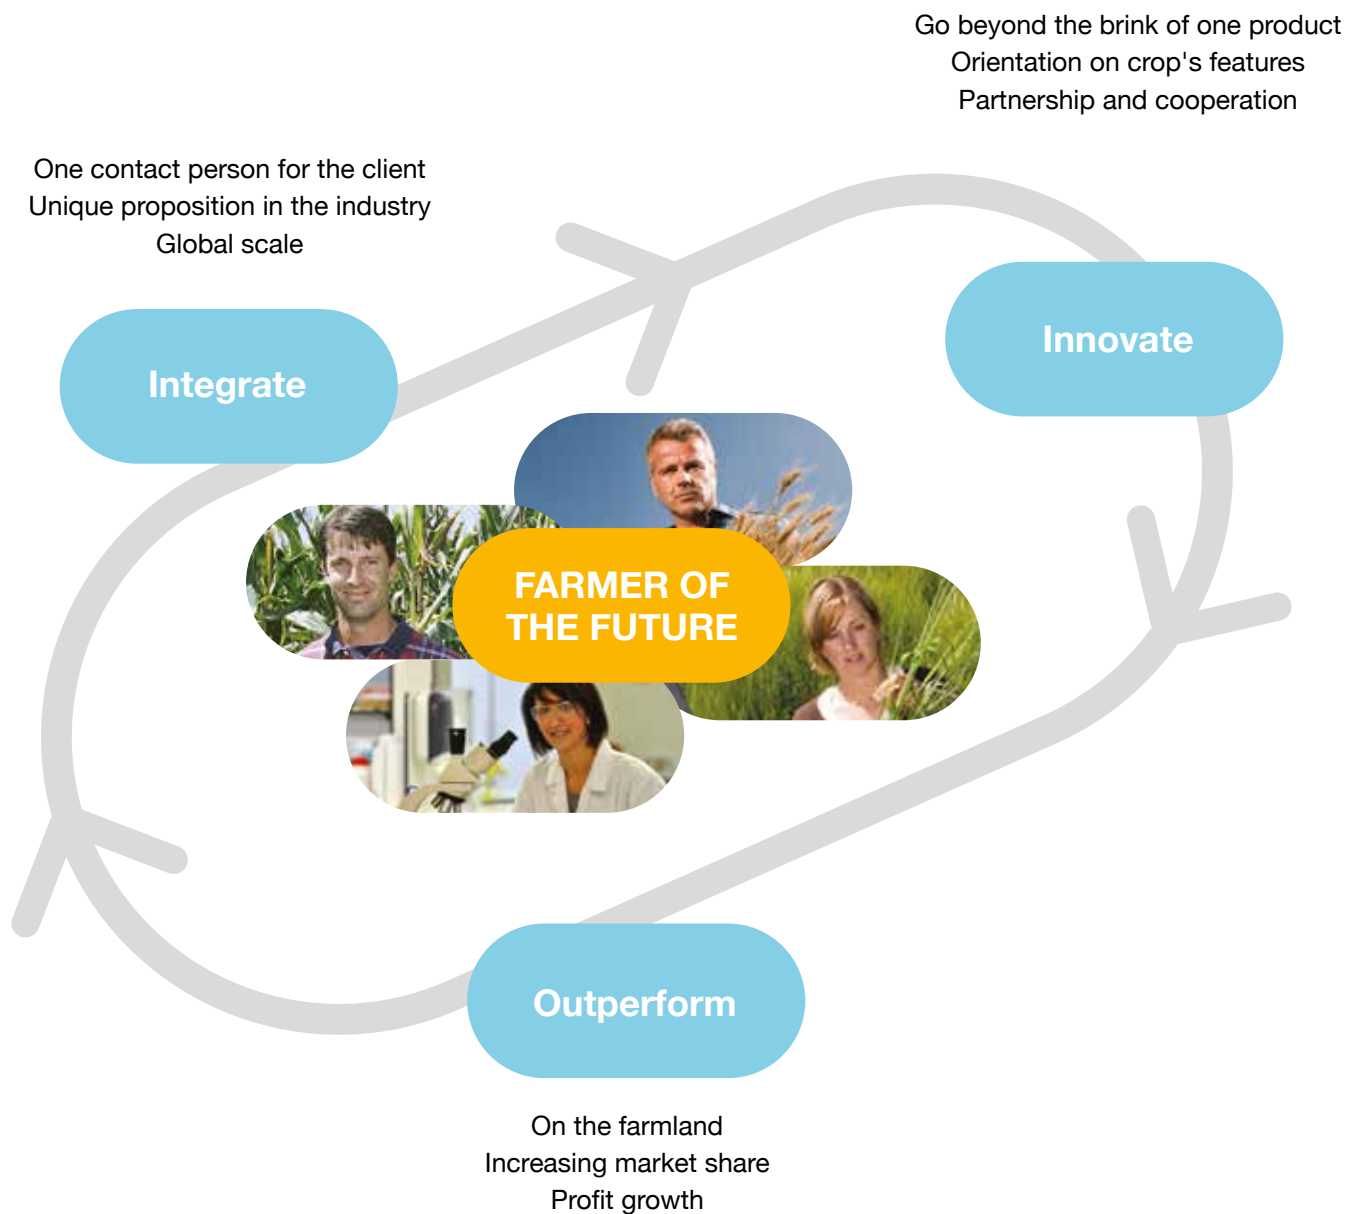 Go beyond the brink of one product
Orientation on crop's features
Partnership and cooperation
One contact person for the client
Unique proposition in the industry
Global scale
Innovate
Integrate
FARMER OF
THE FUTURE
Outperform
On the farmland
Increasing market share
Profit growth